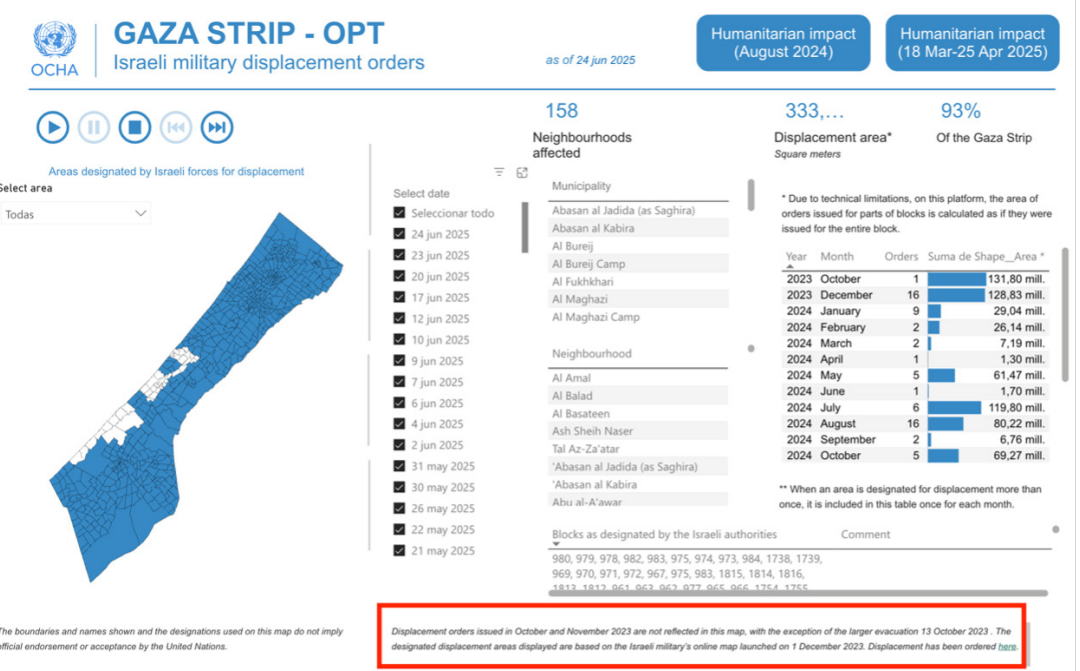 GAZA STRIP - OPT
Israeli military displacement orders
OCHA
as of 24 jun 2025
Humanitarian impact
(August 2024)
Humanitarian impact
(18 Mar-25 Apr 2025)
Areas designated by Israeli forces for displacement
Select area
Todas
Select date
Seleccionar todo
24 jun 2025
23 jun 2025
20 jun 2025
17 jun 2025
12 jun 2025
10 jun 2025
9 jun 2025
7 jun 2025
6 jun 2025
4 jun 2025
2 jun 2025
31 may 2025
30 may 2025
26 may 2025
22 may 2025
21 may 2025
158
Neighbourhoods
affected
333,…
Displacement area*
Square meters
93%
Of the Gaza Strip
Municipality
Abasan al Jadida (as Saghira)
Abasan al Kabira
Al Bureij
Al Bureij Camp
Al Fukhkhari
Al Maghazi
Al Maghazi Camp
Neighbourhood
Al Amal
Al Balad
Al Basateen
Ash Sheih Naser
Tal Az-Za'atar
'Abasan al Jadida (as Saghira)
'Abasan al Kabira
Abu al-A'awar
* Due to technical limitations, on this platform, the area of
orders issued for parts of blocks is calculated as if they were
issued for the entire block.
Year Month Orders Suma de Shape__Area *
2023 October 1 131,80 mill.
2023 December 16 128,83 mill.
2024 January 9 29,04 mill.
2024 February 2 26,14 mill.
2024 March 2 7,19 mill.
2024 April 1 1,30 mill.
2024 May 5 61,47 mill.
2024 June 1 1,70 mill.
2024 July 6 119,80 mill.
2024 August 16 80,22 mill.
2024 September 2 6,76 mill.
2024 October 5 69,27 mill.
** When an area is designated for displacement more than
once, it is included in this table once for each month.
Blocks as designated by the Israeli authorities Comment
980, 979, 978, 982, 983, 975, 974, 973, 984, 1738, 1739,
969, 970, 971, 972, 967, 975, 983, 1815, 1814, 1816,
1813, 1812, 961, 963, 962, 977, 965, 966, 1754, 1755,
The boundaries and names shown and the designations used on this map do not imply
official endorsement or acceptance by the United Nations.
Displacement orders issued in October and November 2023 are not reflected in this map, with the exception of the larger evacuation 13 October 2023 . The
designated displacement areas displayed are based on the Israeli military's online map launched on 1 December 2023. Displacement has been ordered here.